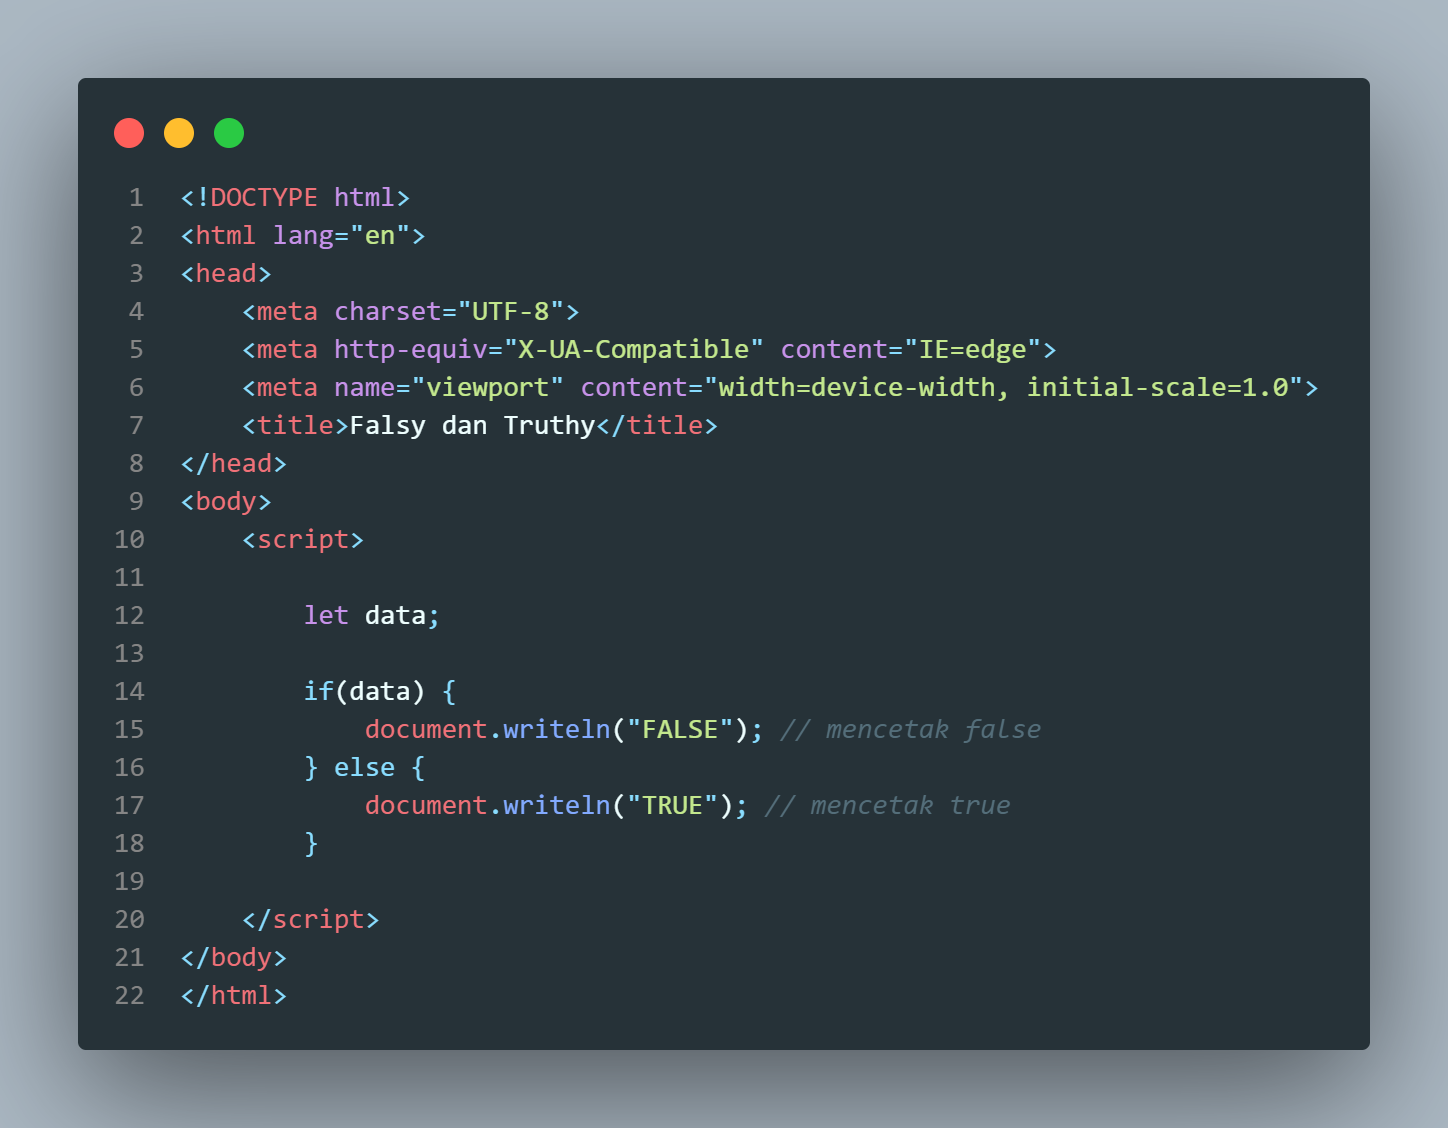 1 <!DOCTYPE html>
2 <html lang="en">
3 <head>
4     <meta charset="UTF-8">
5     <meta http-equiv="X-UA-Compatible" content="IE=edge">
6     <meta name="viewport" content="width=device-width, initial-scale=1.0">
7     <title>Falsy dan Truthy</title>
8 </head>
9 <body>
10     <script>
11
12         let data;
13
14         if(data) {
15             document.writeln("FALSE"); // mencetak false
16         } else {
17             document.writeln("TRUE"); // mencetak true
18         }
19
20     </script>
21 </body>
22 </html>